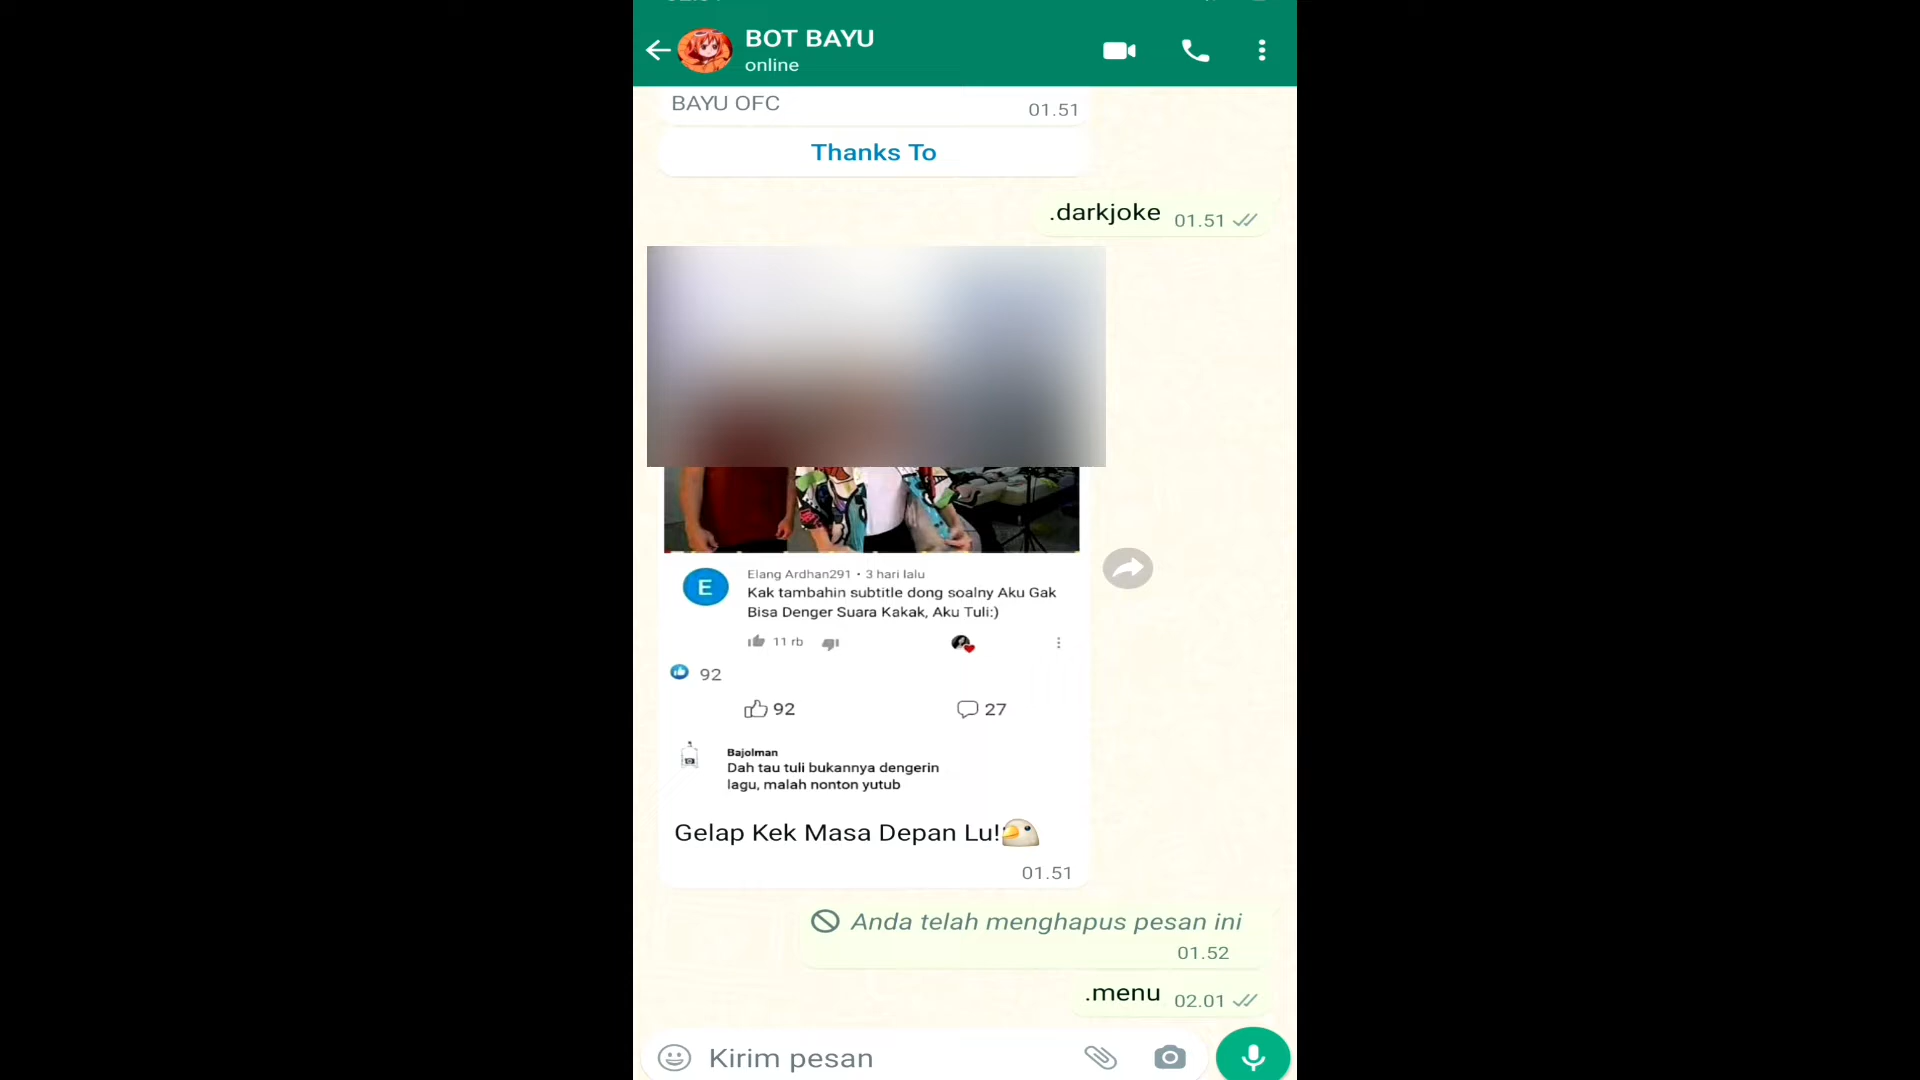 BOT BAYU
online
BAYU OFC
01.51
Thanks To
.darkjoke 01.51
Elang Ardhan291 • 3 hari lalu
E
Kak tambahin subtitle dong soalny Aku Gak
Bisa Denger Suara Kakak, Aku Tuli:)
11 rb
92
92
27
Bajolman
Dah tau tuli bukannya dengerin
lagu, malah nonton yutub
Gelap Kek Masa Depan Lu!
01.51
Anda telah menghapus pesan ini
01.52
.menu 02.01
Kirim pesan